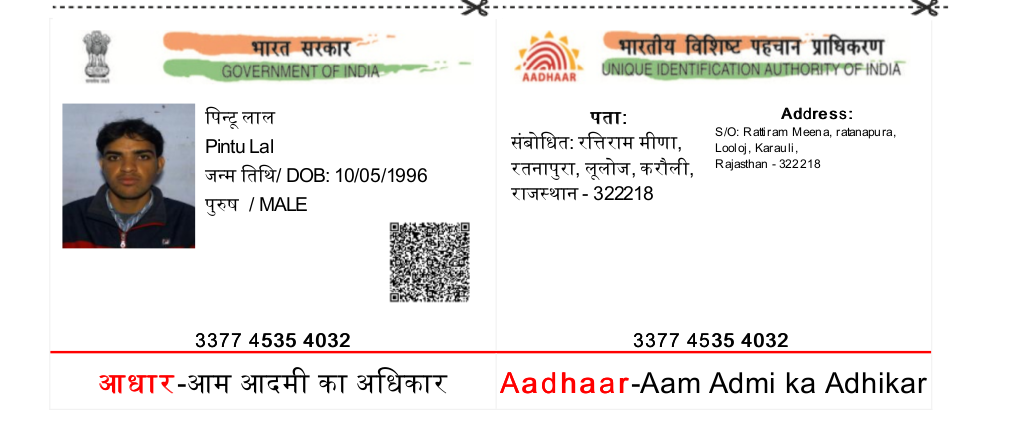 भारत सरकार
GOVERNMENT OF INDIA
पिन्टू लाल
Pintu Lal
जन्म तिथि/ DOB: 10/05/1996
पुरुष / MALE
3377 4535 4032
आधार-आम आदमी का अधिकार
AADHAAR
भारतीय विशिष्ट पहचान प्राधिकरण
UNIQUE IDENTIFICATION AUTHORITY OF INDIA
पता:
संबोधित: रत्तिराम मीणा,
रतनापुरा, लूलोज, करौली,
राजस्थान - 322218
Address:
S/O: Rattiram Meena, ratanapura,
Looloj, Karauli,
Rajasthan - 322218
3377 4535 4032
Aadhaar-Aam Admi ka Adhikar